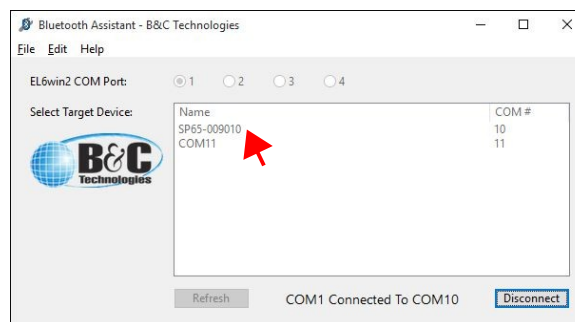 Bluetooth Assistant - B&C Technologies
File Edit Help
EL6win2 COM Port: 1 2 3 4
Select Target Device:
Name COM #
SP65-009010 10
COM11 11
B&C
Technologies
Refresh COM1 Connected To COM10 Disconnect